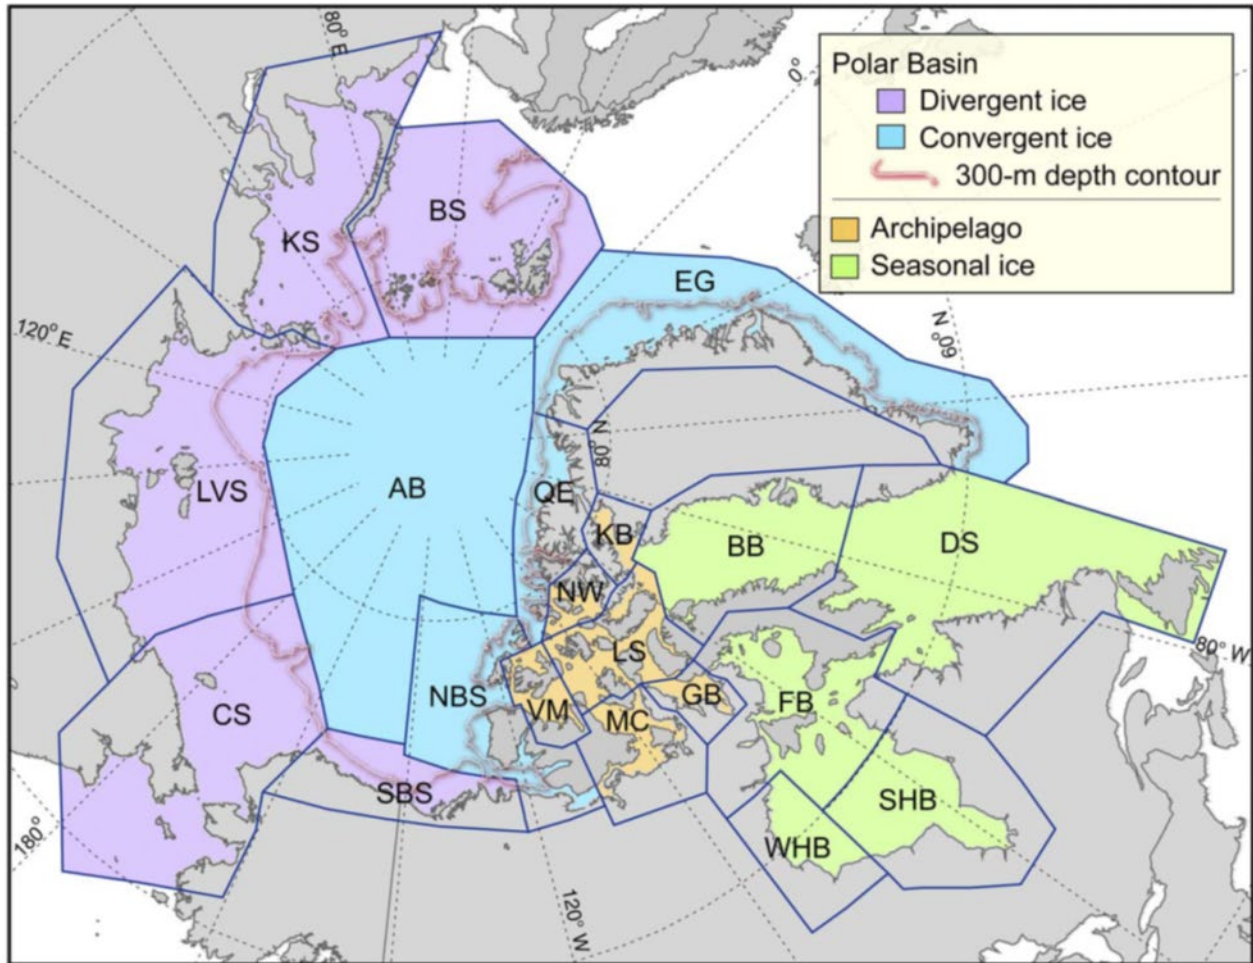 80° E
0°
Polar Basin
Divergent ice
Convergent ice
300-m depth contour
Archipelago
Seasonal ice
BS
KS
EG
120° E
60° N
80° N
LVS
AB
QE
KB
BB
DS
NW
LS
80° W
NBS
VM
MC
GB
FB
CS
SBS
SHB
180°
WHB
120° W